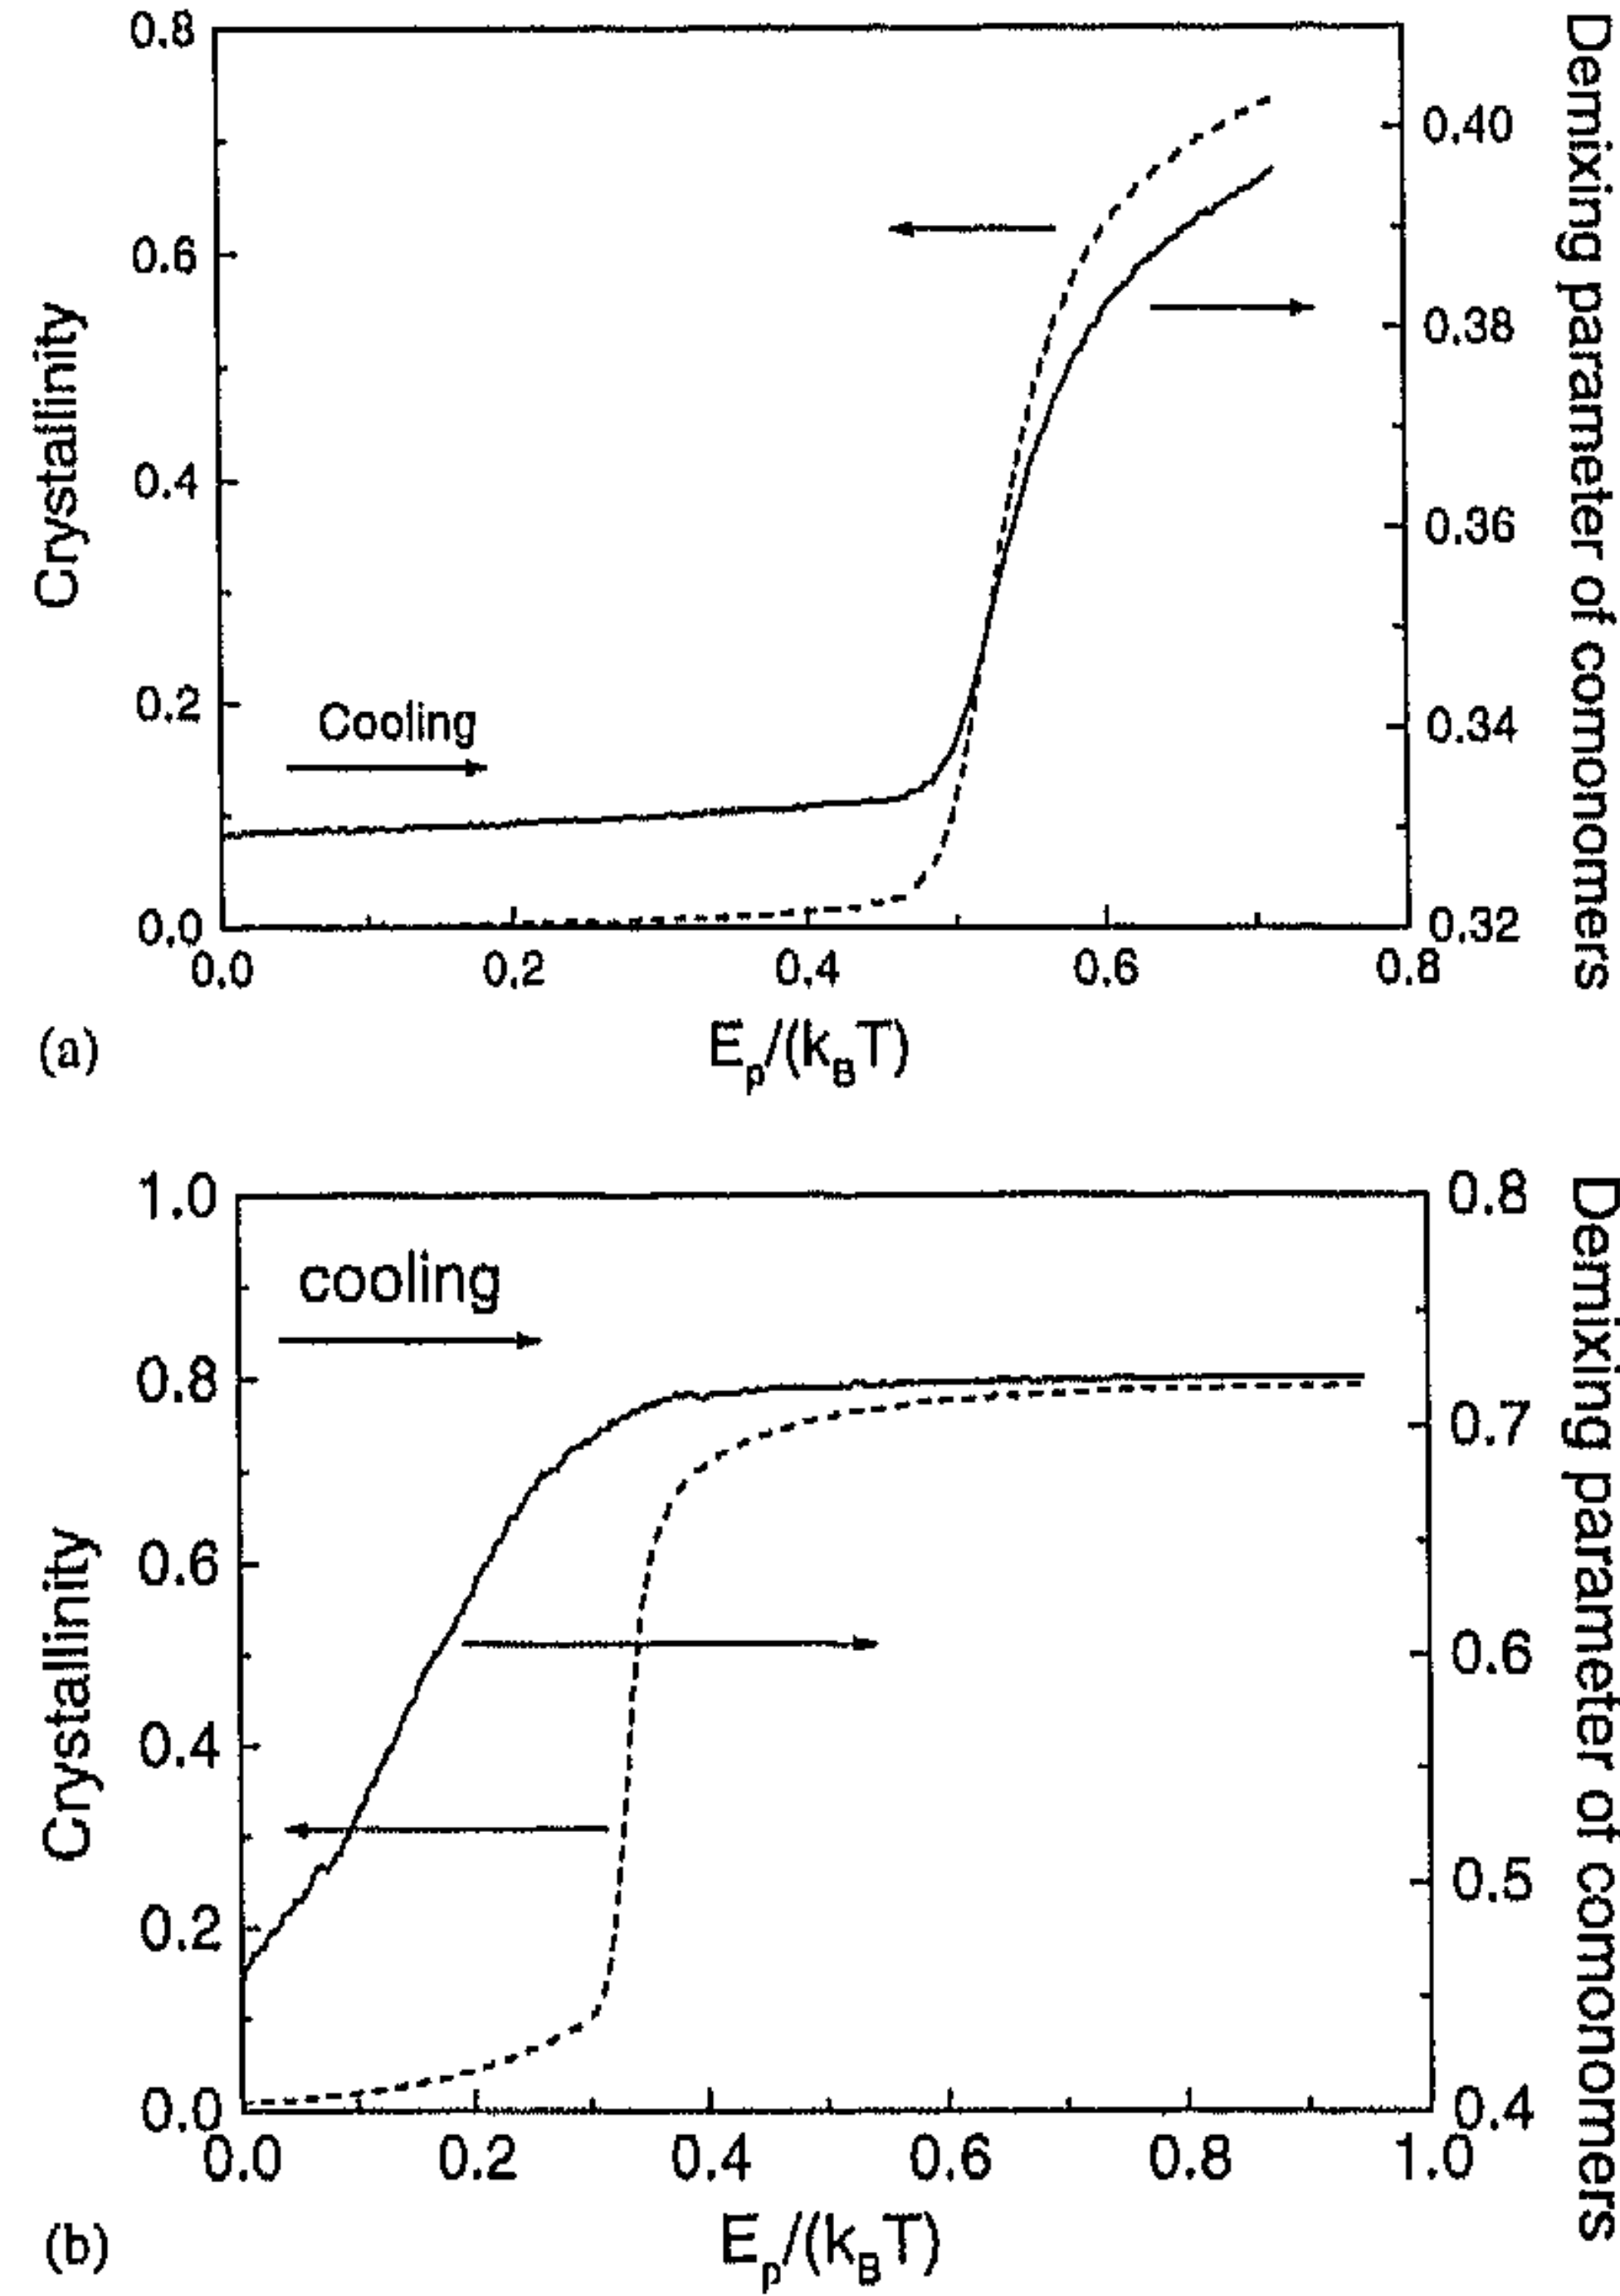 0.8
0.6
0.4
0.2
0.0
Crystallinity
0.40
0.38
0.36
0.34
0.32
Demixing parameter of comonomers
Cooling
0.0 0.2 0.4 0.6 0.8
Eₚ/(k_BT)
(a)
1.0
0.8
0.6
0.4
0.2
0.0
Crystallinity
0.8
0.7
0.6
0.5
0.4
Demixing parameter of comonomers
cooling
0.0 0.2 0.4 0.6 0.8 1.0
Eₚ/(k_BT)
(b)